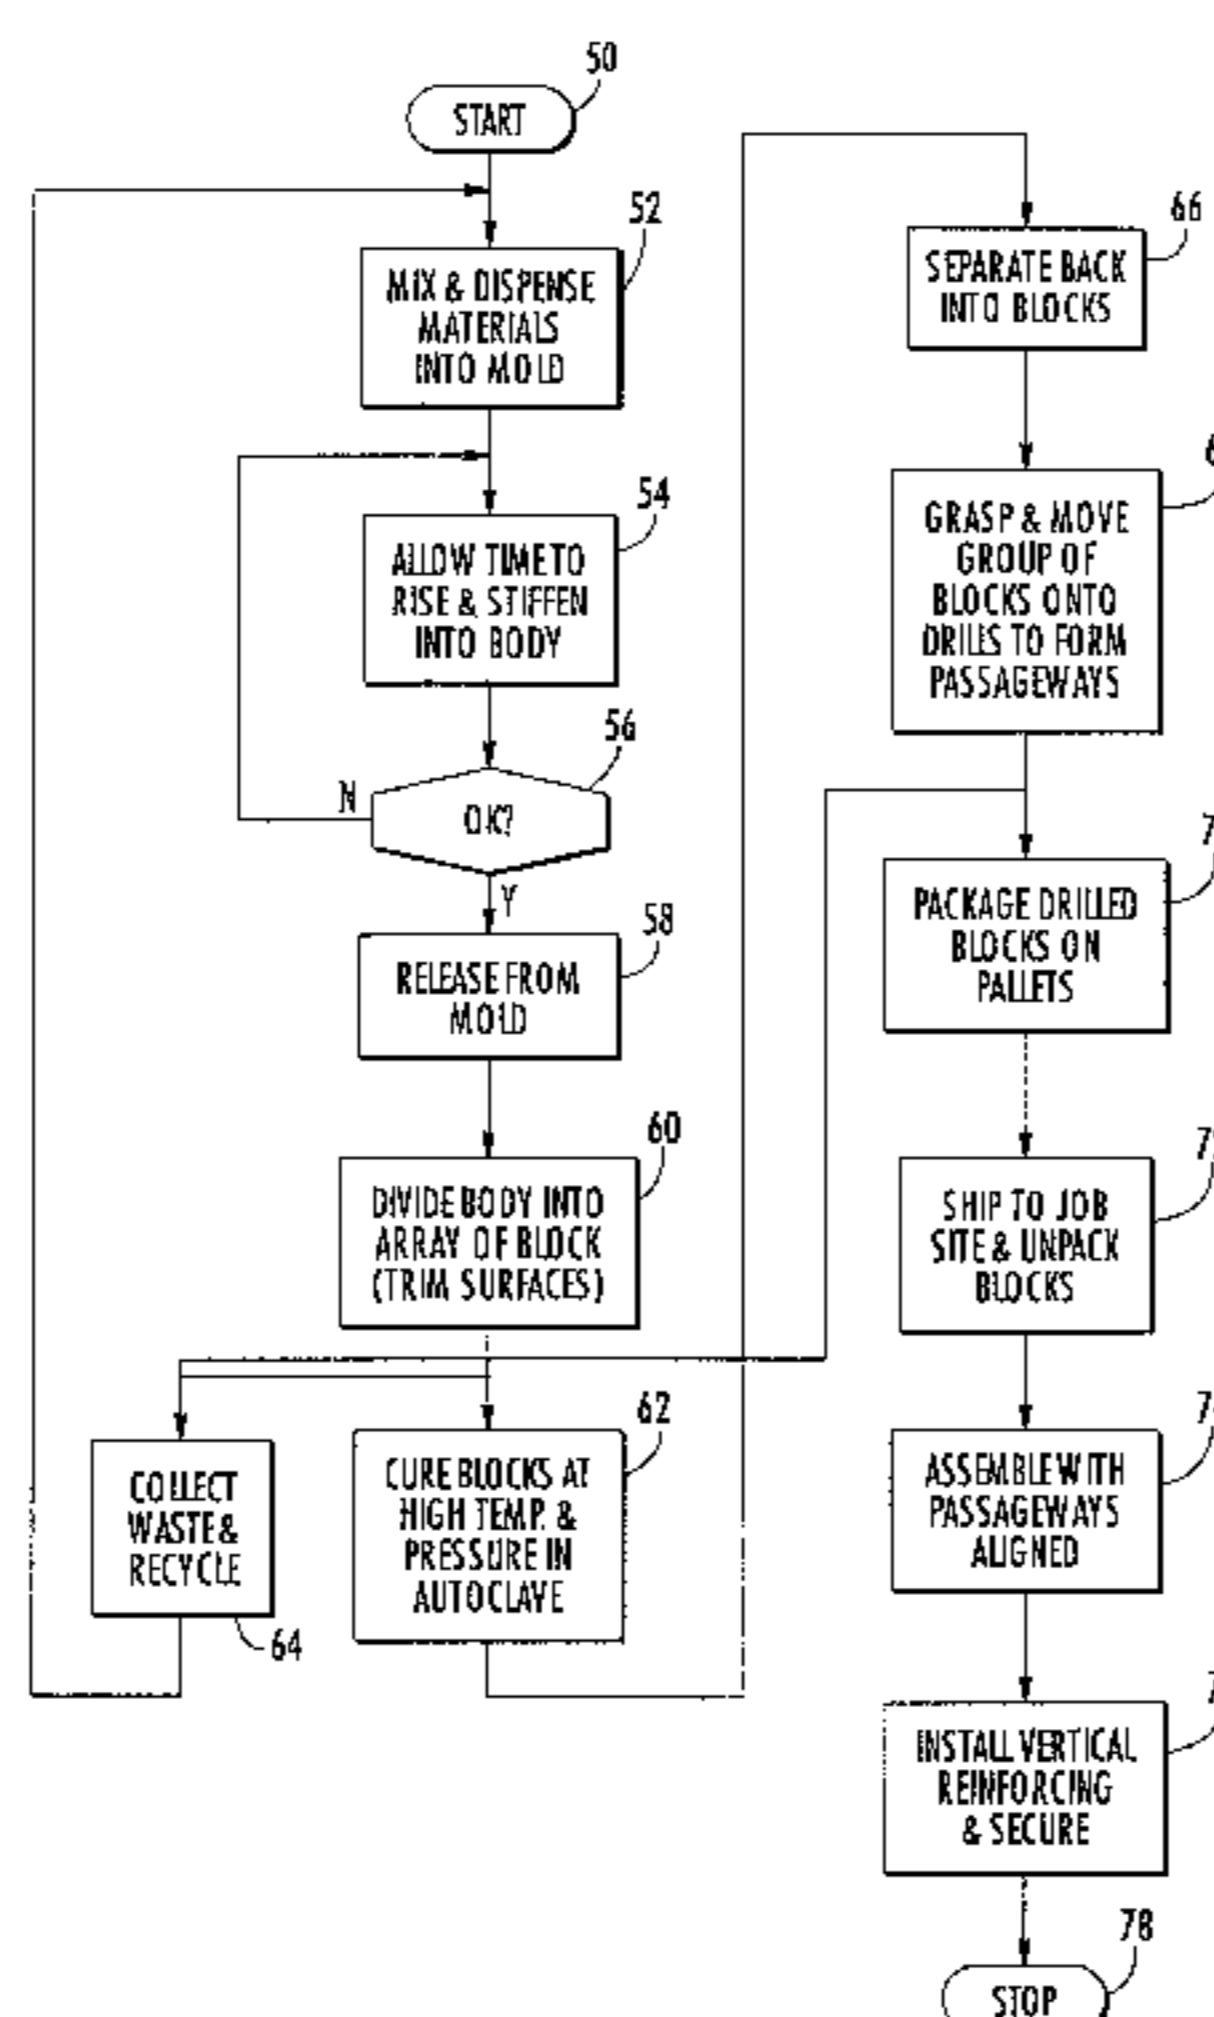 50
START
52
MIX & DISPENSE
MATERIALS
INTO MOLD
54
ALLOW TIME TO
RISE & STIFFEN
INTO BODY
56
N
OK?
Y
58
RELEASE FROM
MOLD
60
DIVIDE BODY INTO
ARRAY OF BLOCK
(TRIM SURFACES)
62
CURE BLOCKS AT
HIGH TEMP. &
PRESSURE IN
AUTOCLAVE
COLLECT
WASTE &
RECYCLE
64
66
SEPARATE BACK
INTO BLOCKS
GRASP & MOVE
GROUP OF
BLOCKS ONTO
DRILLS TO FORM
PASSAGEWAYS
PACKAGE DRILLED
BLOCKS ON
PALLETS
SHIP TO JOB
SITE & UNPACK
BLOCKS
ASSEMBLE WITH
PASSAGEWAYS
ALIGNED
INSTALL VERTICAL
REINFORCING
& SECURE
78
STOP